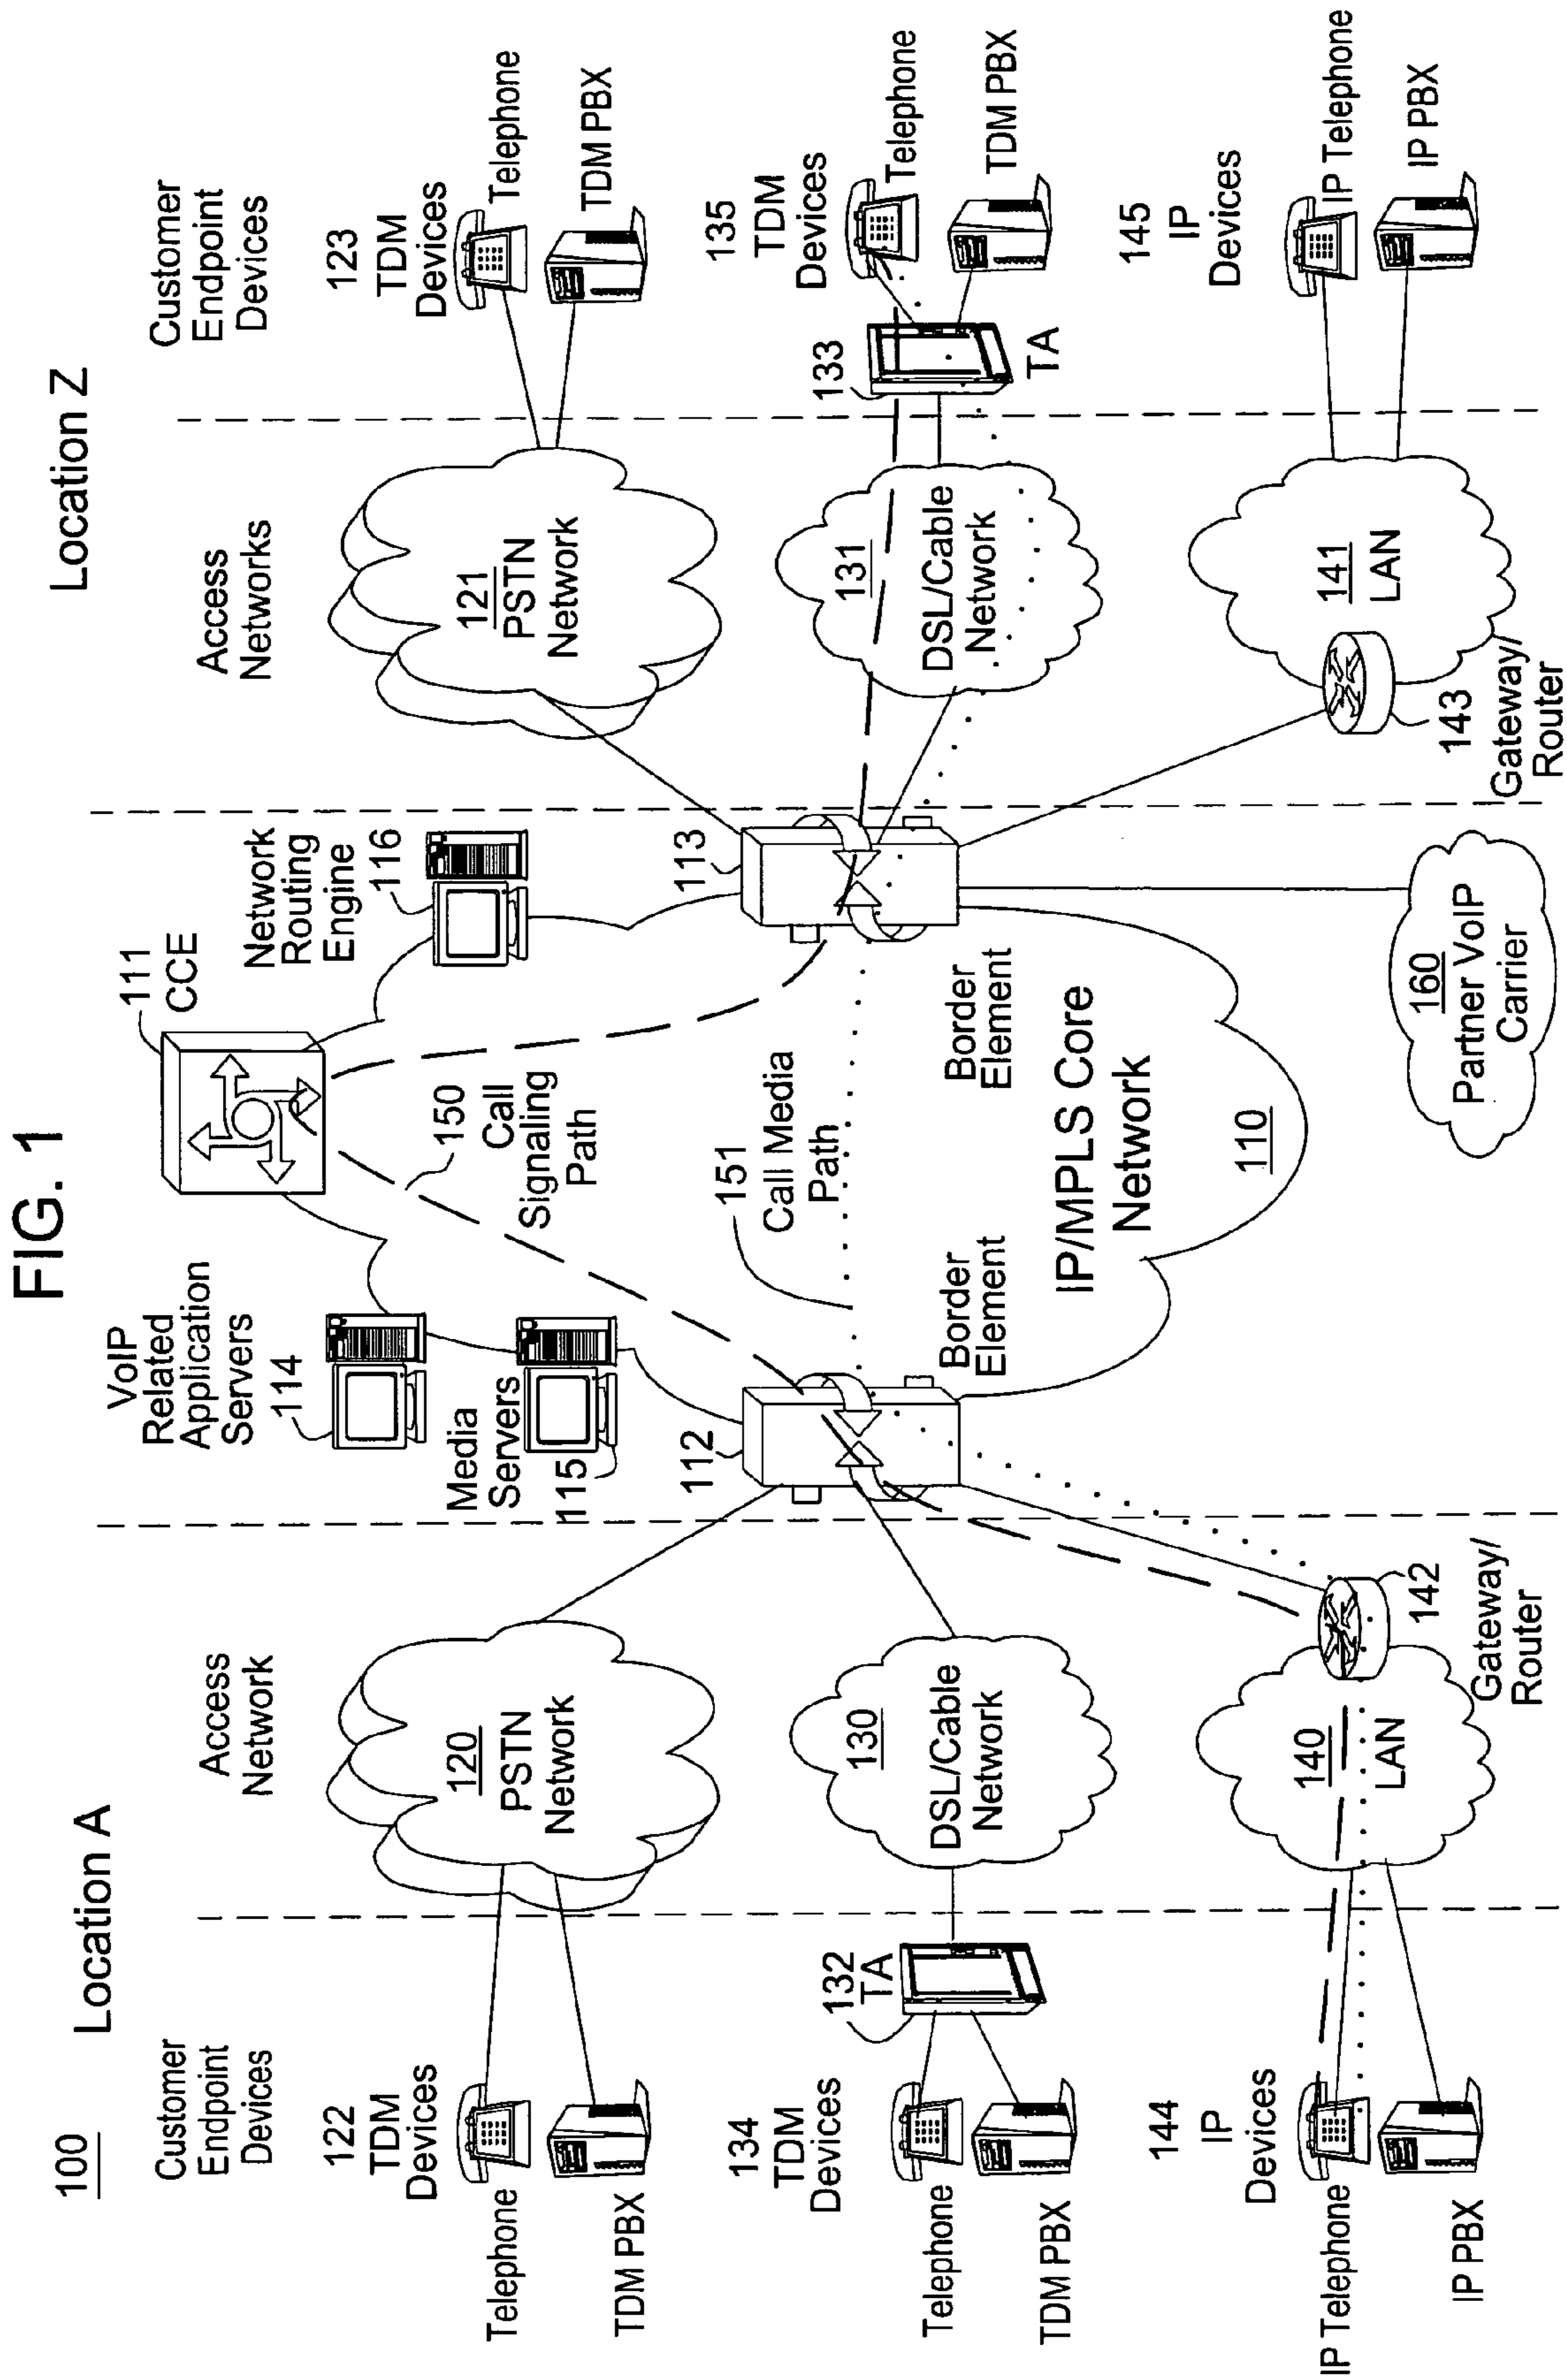 FIG. 1
100
Location A
Location Z
Customer
Endpoint
Devices
Access
Network
VoIP
Related
Application
Servers
114
111
CCE
Network
Routing
Engine
116
Access
Networks
Customer
Endpoint
Devices
122
TDM
Devices
Telephone
TDM PBX
120
PSTN
Network
Media
Servers
115
150
Call
Signaling
Path
121
PSTN
Network
123
TDM
Devices
Telephone
TDM PBX
134
TDM
Devices
Telephone
TDM PBX
132
TA
130
DSL/Cable
Network
112
Border
Element
151
Call Media
Path
113
Border
Element
131
DSL/Cable
Network
133
TA
135
TDM
Devices
Telephone
TDM PBX
IP/MPLS Core
Network
110
144
IP
Devices
IP Telephone
IP PBX
140
LAN
142
Gateway/
Router
160
Partner VoIP
Carrier
143
Gateway/
Router
141
LAN
145
IP
Devices
IP Telephone
IP PBX